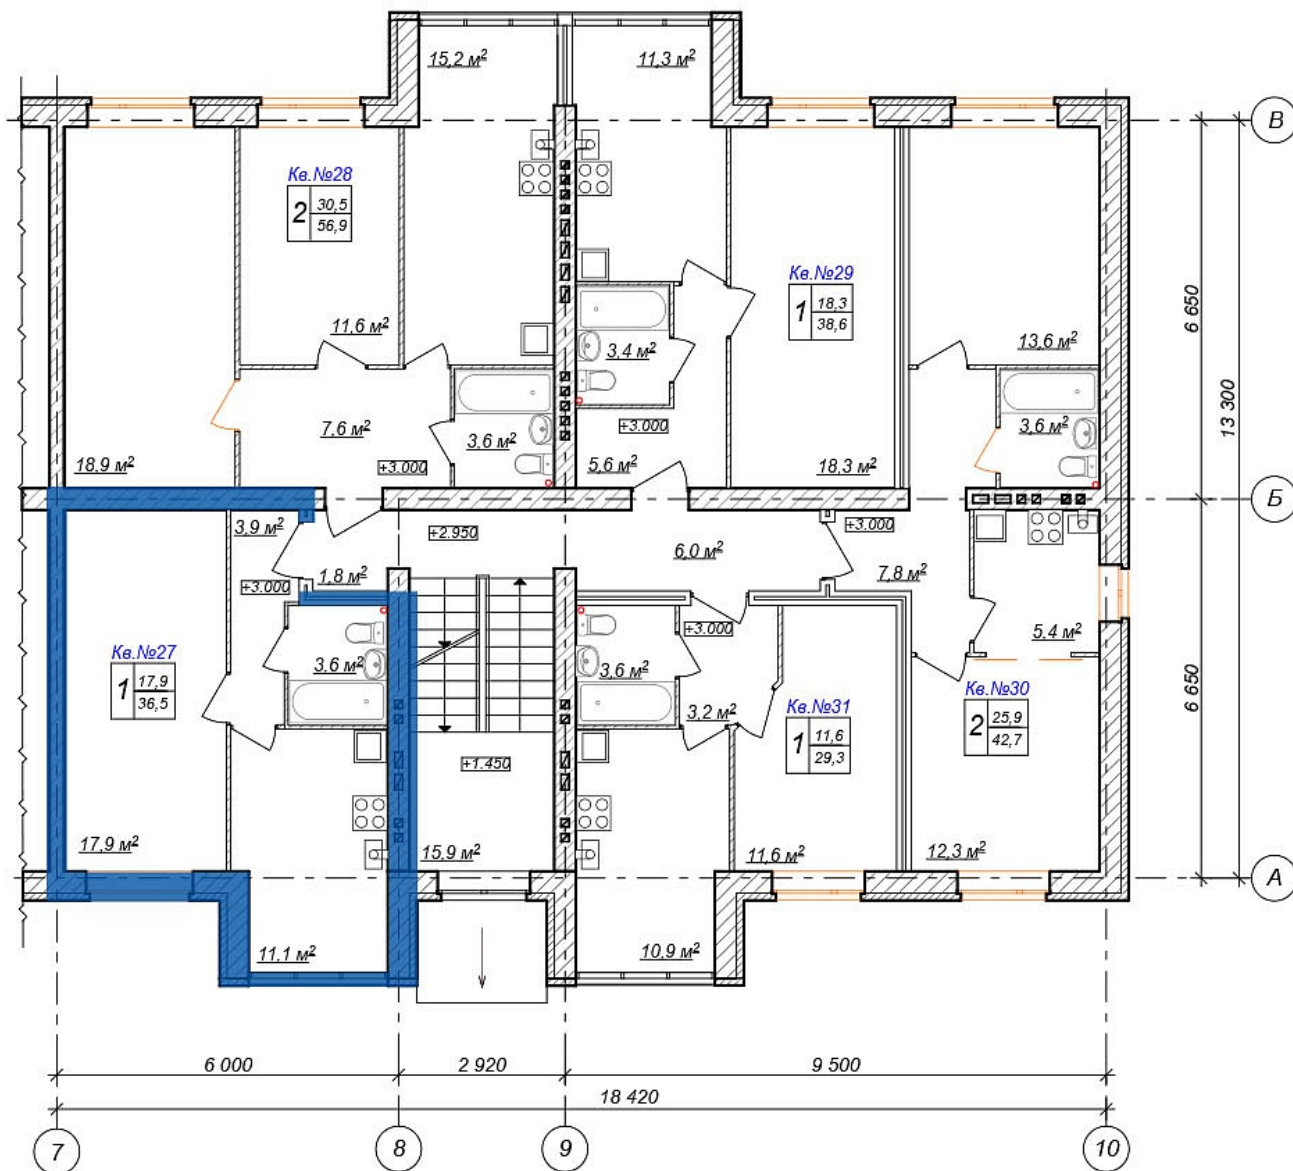 15,2 м²
11,3 м²
В
Кв.№28
2 30,5
56,9
Кв.№29
1 18,3
38,6
6 650
11,6 м²
3,4 м²
13,6 м²
13 300
7,6 м²
3,6 м²
+3.000
3,6 м²
18,9 м²
+3.000
5,6 м²
18,3 м²
Б
3,9 м²
+2.950
6,0 м²
+3.000
1,8 м²
7,8 м²
+3.000
+3.000
5,4 м²
Кв.№27
1 17,9
36,5
3,6 м²
3,6 м²
3,2 м²
Кв.№31
1 11,6
29,3
Кв.№30
2 25,9
42,7
6 650
+1.450
17,9 м²
15,9 м²
11,6 м²
12,3 м²
А
11,1 м²
10,9 м²
6 000
2 920
9 500
18 420
7
8
9
10